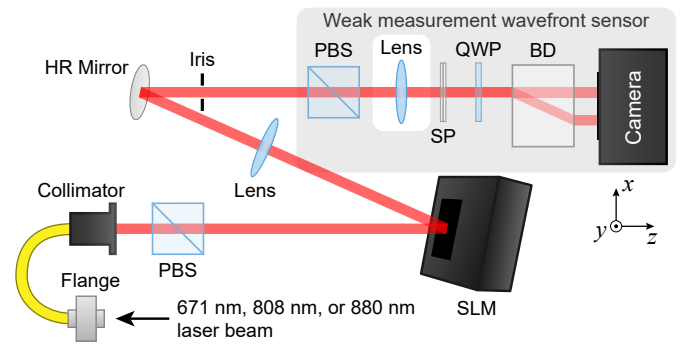 Weak measurement wavefront sensor
HR Mirror
Iris
PBS
Lens
QWP
BD
Camera
SP
Lens
Collimator
PBS
SLM
x
y
z
Flange
671 nm, 808 nm, or 880 nm
laser beam